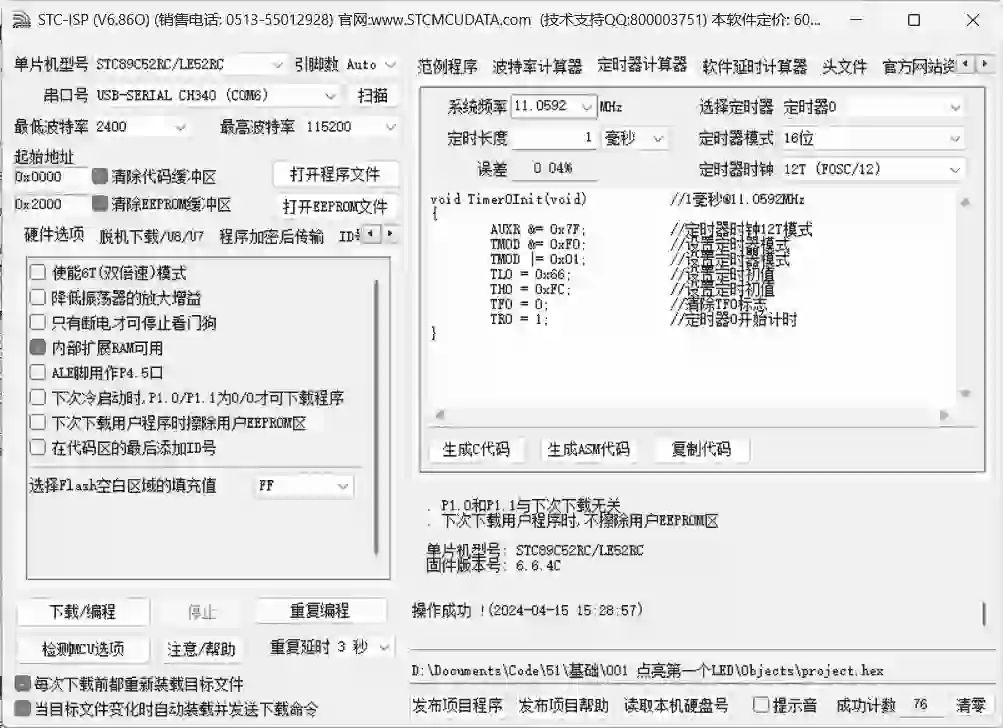 STC-ISP (V6.86O) (销售电话: 0513-55012928) 官网:www.STCMCUDATA.com (技术支持QQ:800003751) 本软件定价: 60...
单片机型号 STC89C52RC/LE52RC 引脚数 Auto
串口号 USB-SERIAL CH340 (COM6) 扫描
最低波特率 2400 最高波特率 115200
起始地址
0x0000 清除代码缓冲区 打开程序文件
0x2000 清除EEPROM缓冲区 打开EEPROM文件
硬件选项 脱机下载/U8/U7 程序加密后传输
使能6T(双倍速)模式
降低振荡器的放大增益
只有断电才可停止看门狗
内部扩展RAM可用
ALE脚用作P4.5口
下次冷启动时,P1.0/P1.1为0/0才可下载程序
下次下载用户程序时擦除用户EEPROM区
在代码区的最后添加ID号
选择Flash空白区域的填充值 FF
下载/编程 停止 重复编程
检测MCU选项 注意/帮助 重复延时 3 秒
每次下载前都重新装载目标文件
当目标文件变化时自动装载并发送下载命令
范例程序 波特率计算器 定时器计算器 软件延时计算器 头文件 官方网站资
系统频率 11.0592 MHz 选择定时器 定时器0
定时长度 1 毫秒 定时器模式 16位
误差 0.04% 定时器时钟 12T (FOSC/12)
void Timer0Init(void) //1毫秒@11.0592MHz
{
AUXR &= 0x7F; //定时器时钟12T模式
TMOD &= 0xF0; //设置定时器模式
TMOD |= 0x01; //设置定时器模式
TL0 = 0x66; //设置定时初值
TH0 = 0xFC; //设置定时初值
TF0 = 0; //清除TF0标志
TR0 = 1; //定时器0开始计时
}
生成C代码 生成ASM代码 复制代码
. P1.0和P1.1与下次下载无关
. 下次下载用户程序时,不擦除用户EEPROM区
单片机型号: STC89C52RC/LE52RC
固件版本号: 6.6.4C
操作成功 !(2024-04-15 15:28:57)
D:\Documents\Code\51\基础\001 点亮第一个LED\Objects\project.hex
发布项目程序 发布项目帮助 读取本机硬盘号 提示音 成功计数 76 清零